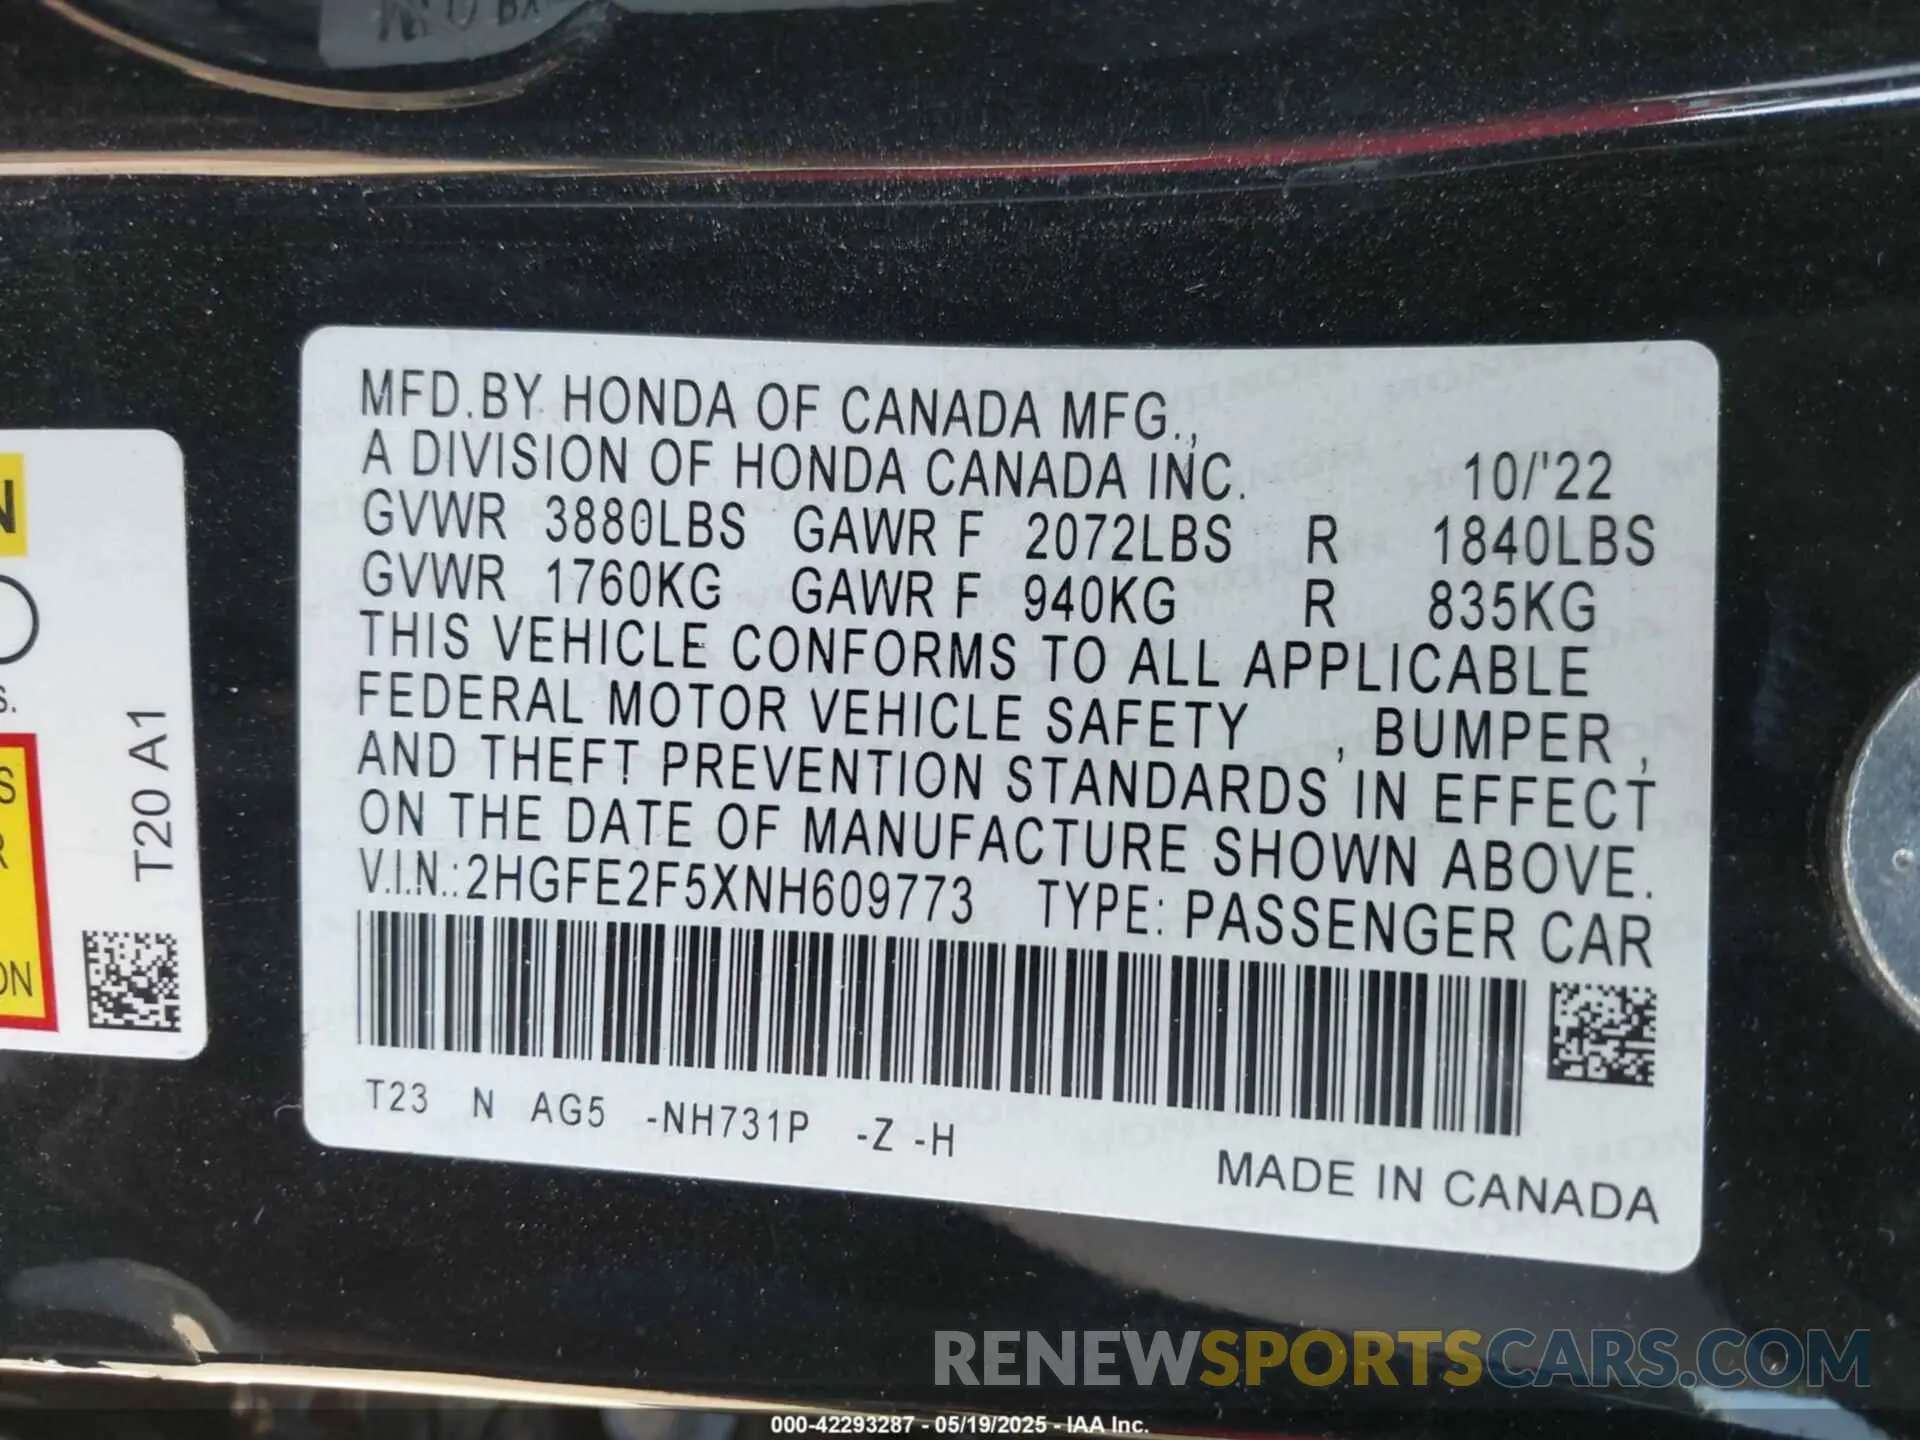 MFD.BY HONDA OF CANADA MFG.,
A DIVISION OF HONDA CANADA INC. 10/'22
GVWR 3880LBS GAWR F 2072LBS R 1840LBS
GVWR 1760KG GAWR F 940KG R 835KG
THIS VEHICLE CONFORMS TO ALL APPLICABLE
FEDERAL MOTOR VEHICLE SAFETY , BUMPER ,
AND THEFT PREVENTION STANDARDS IN EFFECT
ON THE DATE OF MANUFACTURE SHOWN ABOVE.
V.I.N.:2HGFE2F5XNH609773 TYPE: PASSENGER CAR
T23 N AG5 -NH731P -Z -H
MADE IN CANADA
T20 A1
RENEWSPORTSCARS.COM
000-42293287 - 05/19/2025 - IAA Inc.